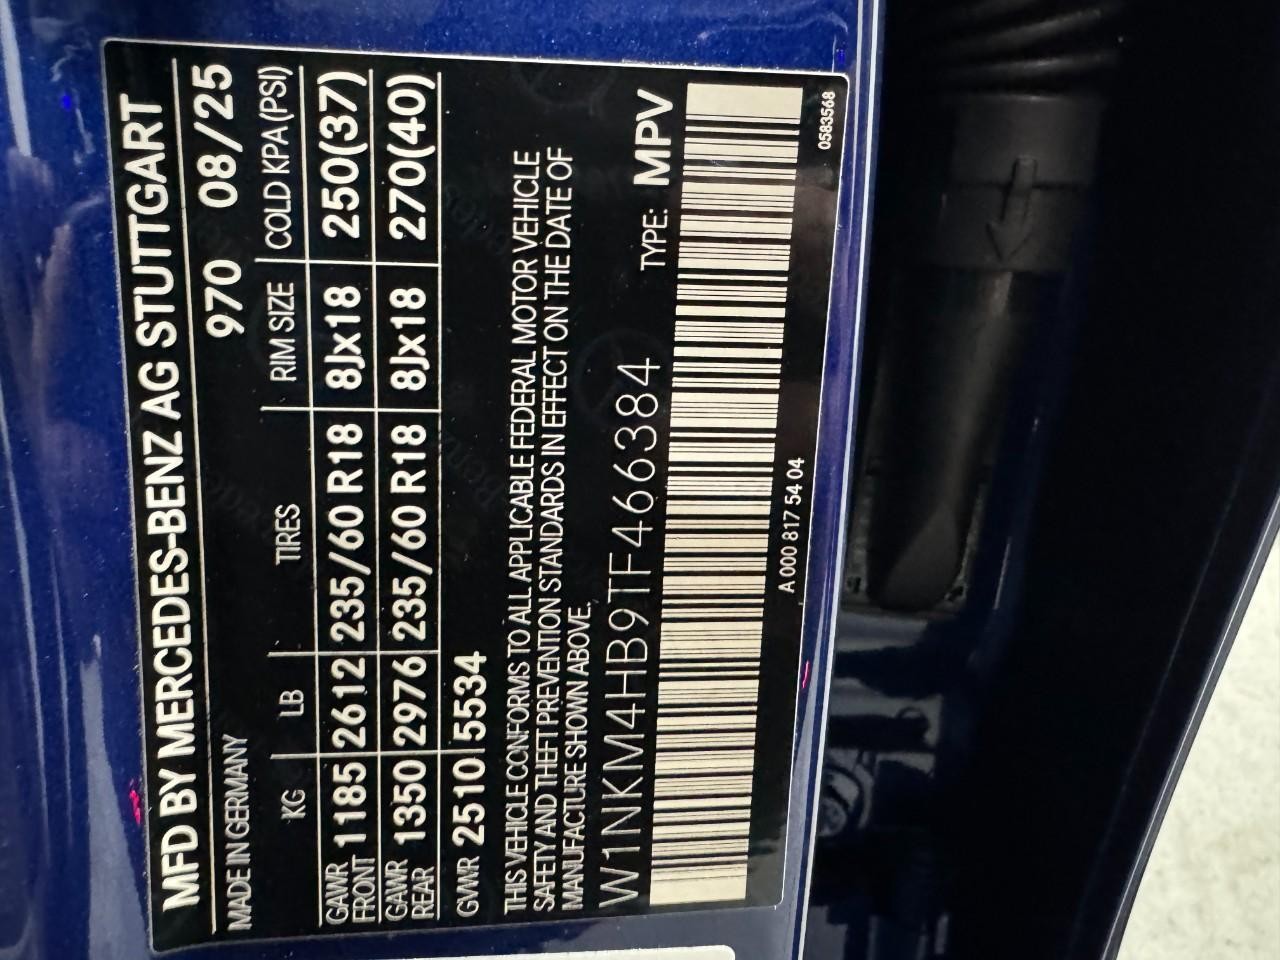 MFD BY MERCEDES-BENZ AG STUTTGART
MADE IN GERMANY 970 08/25
KG LB TIRES RIM SIZE COLD KPA(PSI)
GAWR FRONT 1185 2612 235/60 R18 8Jx18 250(37)
GAWR REAR 1350 2976 235/60 R18 8Jx18 270(40)
GWR 2510 5534
THIS VEHICLE CONFORMS TO ALL APPLICABLE FEDERAL MOTOR VEHICLE
SAFETY AND THEFT PREVENTION STANDARDS IN EFFECT ON THE DATE OF
MANUFACTURE SHOWN ABOVE.
W1NKM4HB9TF466384 TYPE: MPV
A 000 817 54 04 0583568